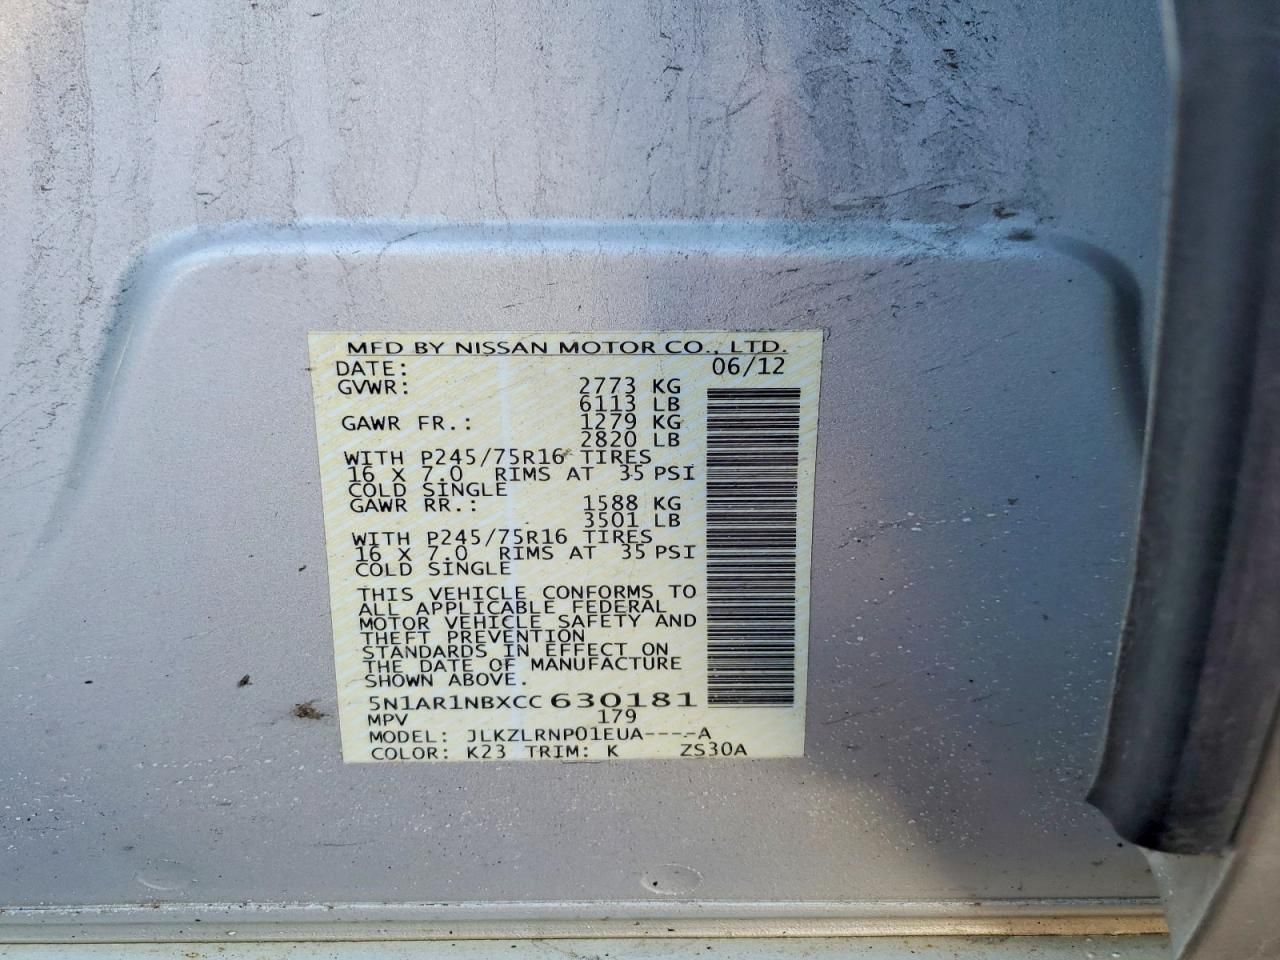 MFD BY NISSAN MOTOR CO., LTD.
DATE: 06/12
GVWR: 2773 KG
6113 LB
GAWR FR.: 1279 KG
2820 LB
WITH P245/75R16 TIRES
16 X 7.0 RIMS AT 35 PSI
COLD SINGLE
GAWR RR.: 1588 KG
3501 LB
WITH P245/75R16 TIRES
16 X 7.0 RIMS AT 35 PSI
COLD SINGLE
THIS VEHICLE CONFORMS TO
ALL APPLICABLE FEDERAL
MOTOR VEHICLE SAFETY AND
THEFT PREVENTION
STANDARDS IN EFFECT ON
THE DATE OF MANUFACTURE
SHOWN ABOVE.
5N1AR1NBXCC 630181
MPV 179
MODEL: JLKZLRNP01EUA----A
COLOR: K23 TRIM: K ZS30A